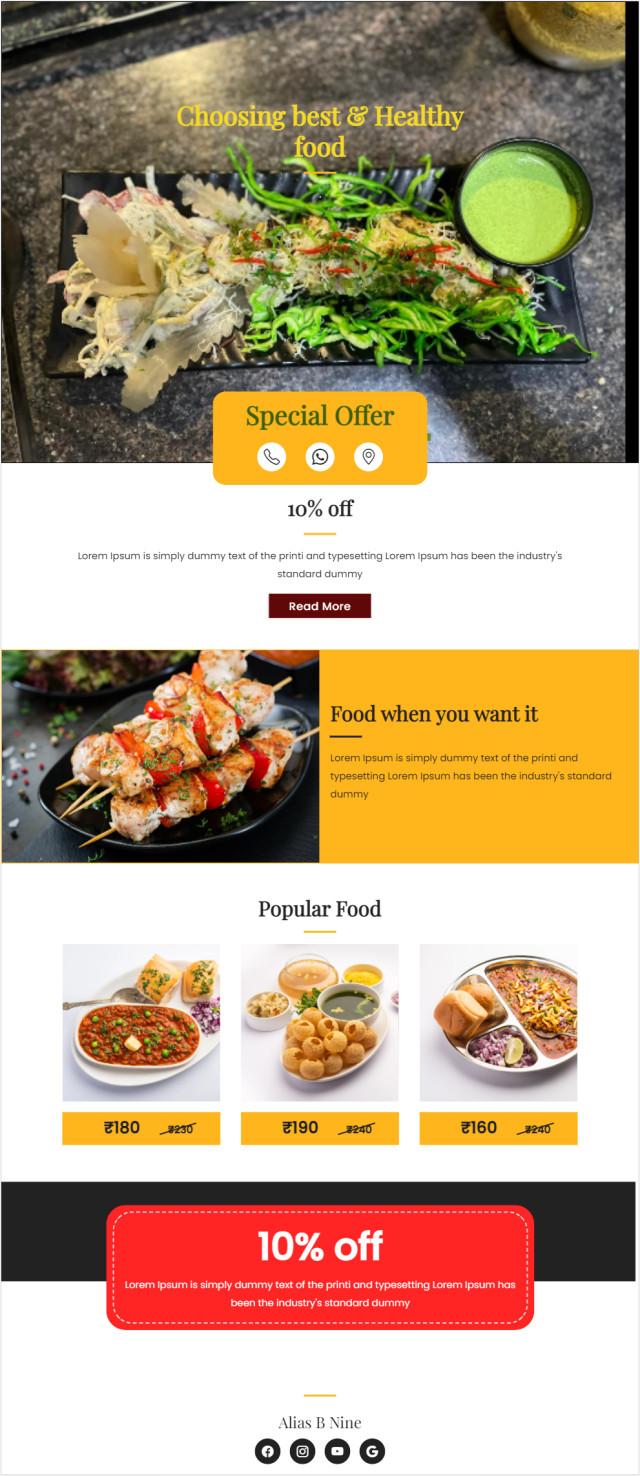 Choosing best & Healthy
food
Special Offer
10% off
Lorem Ipsum is simply dummy text of the printi and typesetting Lorem Ipsum has been the industry's
standard dummy
Read More
Food when you want it
Lorem Ipsum is simply dummy text of the printi and
typesetting Lorem Ipsum has been the industry's standard
dummy
Popular Food
₹180 ₹230
₹190 ₹240
₹160 ₹240
10% off
Lorem Ipsum is simply dummy text of the printi and typesetting Lorem Ipsum has
been the industry's standard dummy
Alias B Nine